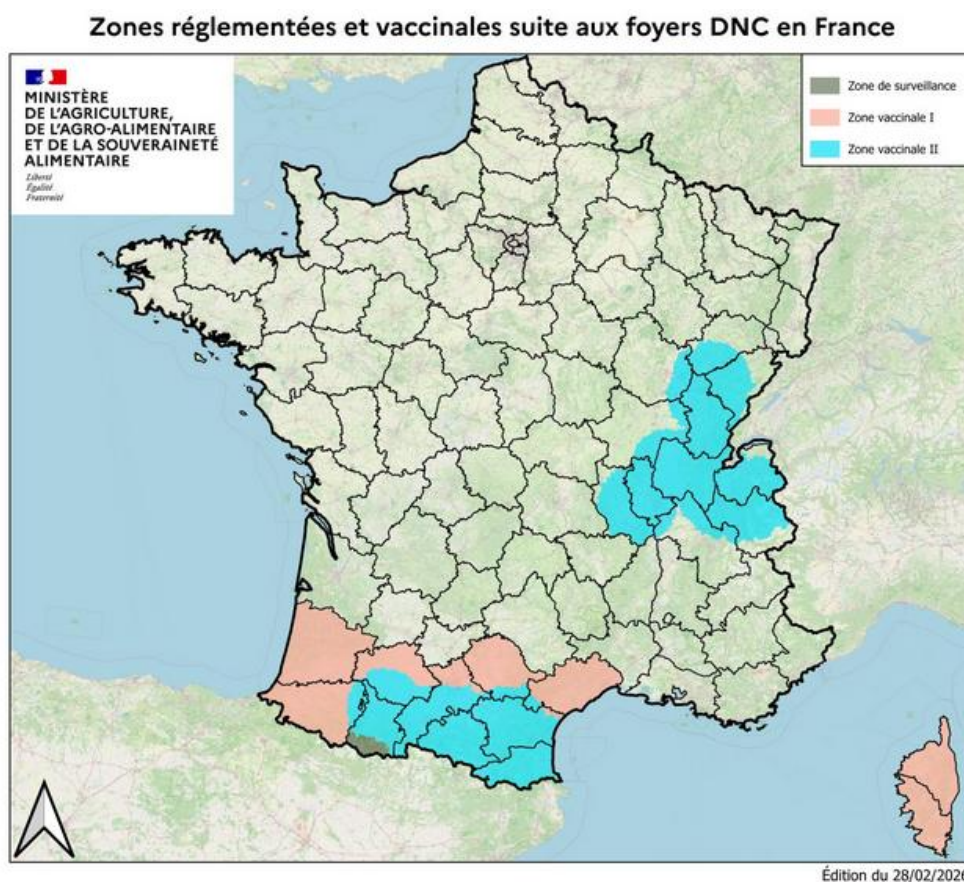 Zones réglementées et vaccinales suite aux foyers DNC en France
MINISTÈRE
DE L'AGRICULTURE,
DE L'AGRO-ALIMENTAIRE
ET DE LA SOUVERAINETÉ
ALIMENTAIRE
Liberté
Égalité
Fraternité
Zone de surveillance
Zone vaccinale I
Zone vaccinale II
Édition du 28/02/2026